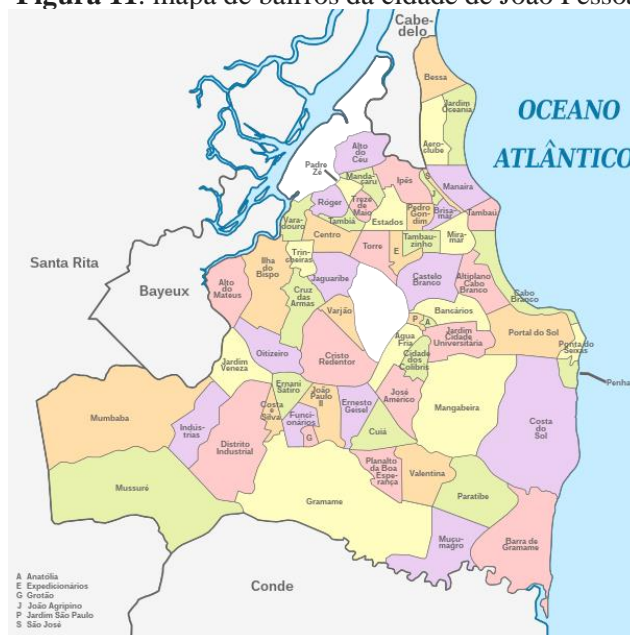 Figura 11: mapa de bairros da cidade de João Pessoa
Cabe-
delo
Bessa
Jardim
Oceania
OCEANO
ATLÂNTICO
Aero-
clube
Alto
do
Céu
Padre
Zé
Manda-
caru
Ipês
S
J
Manaíra
Róger
Treze
de
Maio
Tambiá
Estados
Pedro
Gon-
dim
Brisa-
mar
Tambaú
Vara-
douro
Centro
Torre
E
Tambau-
zinho
Mira-
mar
Trin-
cheiras
Santa Rita
Ilha
do
Bispo
Bayeux
Alto
do
Mateus
Jaguaribe
Castelo
Branco
Altiplano
Cabo
Branco
Cabo
Branco
Cruz
das
Armas
Varjão
Bancários
P
A
Portal do Sol
Ponta do
Seixas
Jardim
Cidade
Universitária
Água
Fria
Cidade
dos
Colibris
Oitizeiro
Cristo
Redentor
Jardim
Veneza
Penha
Ernani
Sátiro
Costa
e
Silva
João
Paulo
II
Ernesto
Geisel
José
Américo
Mangabeira
Costa
do
Sol
Mumbaba
Indús-
trias
Distrito
Industrial
Funci-
onários
G
Cuiá
Planalto
da Boa
Espe-
rança
Valentina
Mussuré
Gramame
Paratibe
Muçu-
magro
Barra de
Gramame
Conde
A Anatólia
E Expedicionários
G Grotão
J João Agripino
P Jardim São Paulo
S São José